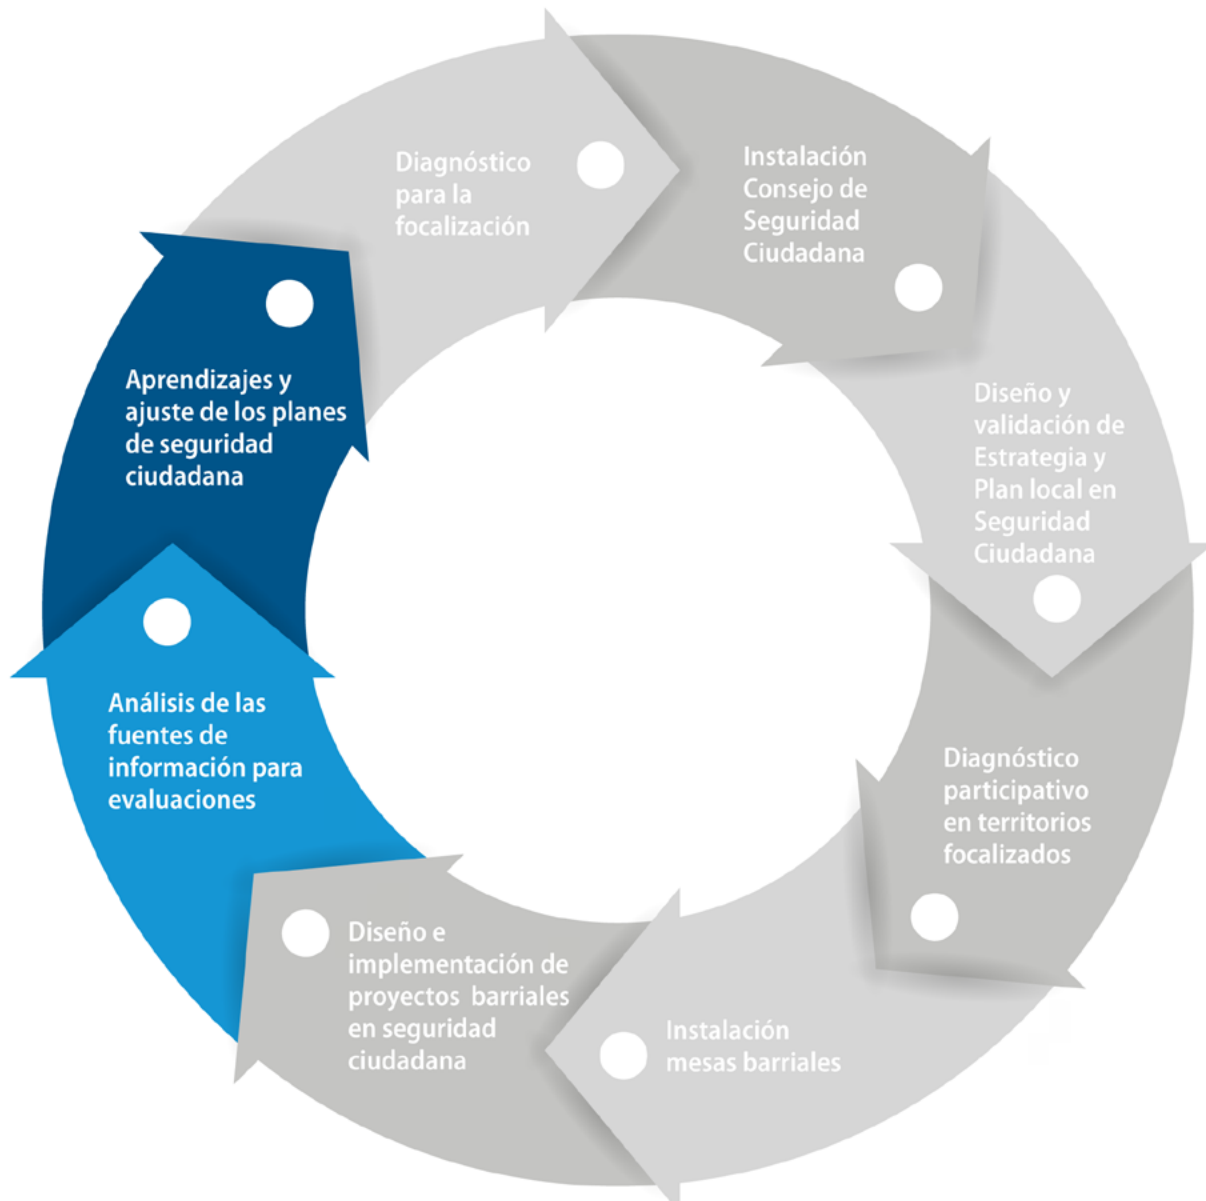 Diagnóstico
para la
focalización
Instalación
Consejo de
Seguridad
Ciudadana
Diseño y
validación de
Estrategia y
Plan local en
Seguridad
Ciudadana
Diagnóstico
participativo
en territorios
focalizados
Instalación
mesas barriales
Diseño e
implementación de
proyectos barriales
en seguridad
ciudadana
Análisis de las
fuentes de
información para
evaluaciones
Aprendizajes y
ajuste de los planes
de seguridad
ciudadana